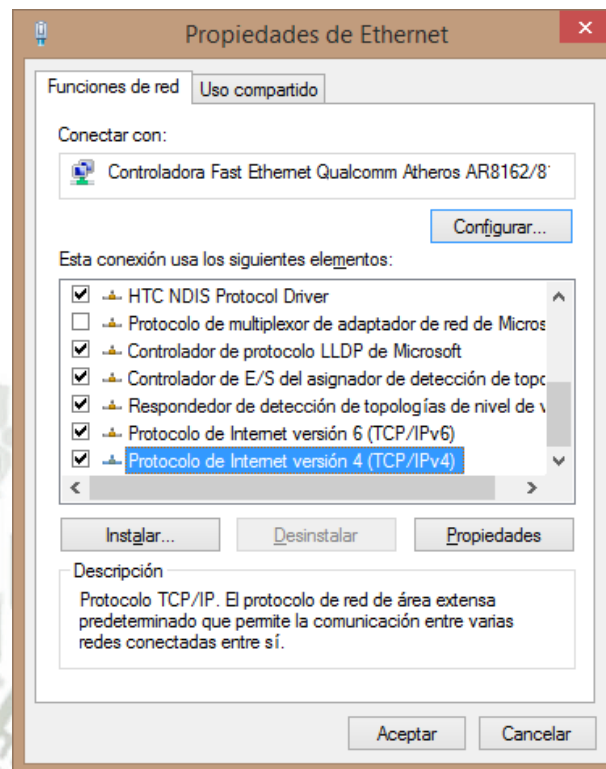 Propiedades de Ethernet
Funciones de red
Uso compartido
Conectar con:
Controladora Fast Ethernet Qualcomm Atheros AR8162/8
Configurar...
Esta conexión usa los siguientes elementos:
HTC NDIS Protocol Driver
Protocolo de multiplexor de adaptador de red de Micros
Controlador de protocolo LLDP de Microsoft
Controlador de E/S del asignador de detección de topo
Respondedor de detección de topologías de nivel de v
Protocolo de Internet versión 6 (TCP/IPv6)
Protocolo de Internet versión 4 (TCP/IPv4)
Instalar...
Desinstalar
Propiedades
Descripción
Protocolo TCP/IP. El protocolo de red de área extensa
predeterminado que permite la comunicación entre varias
redes conectadas entre sí.
Aceptar
Cancelar